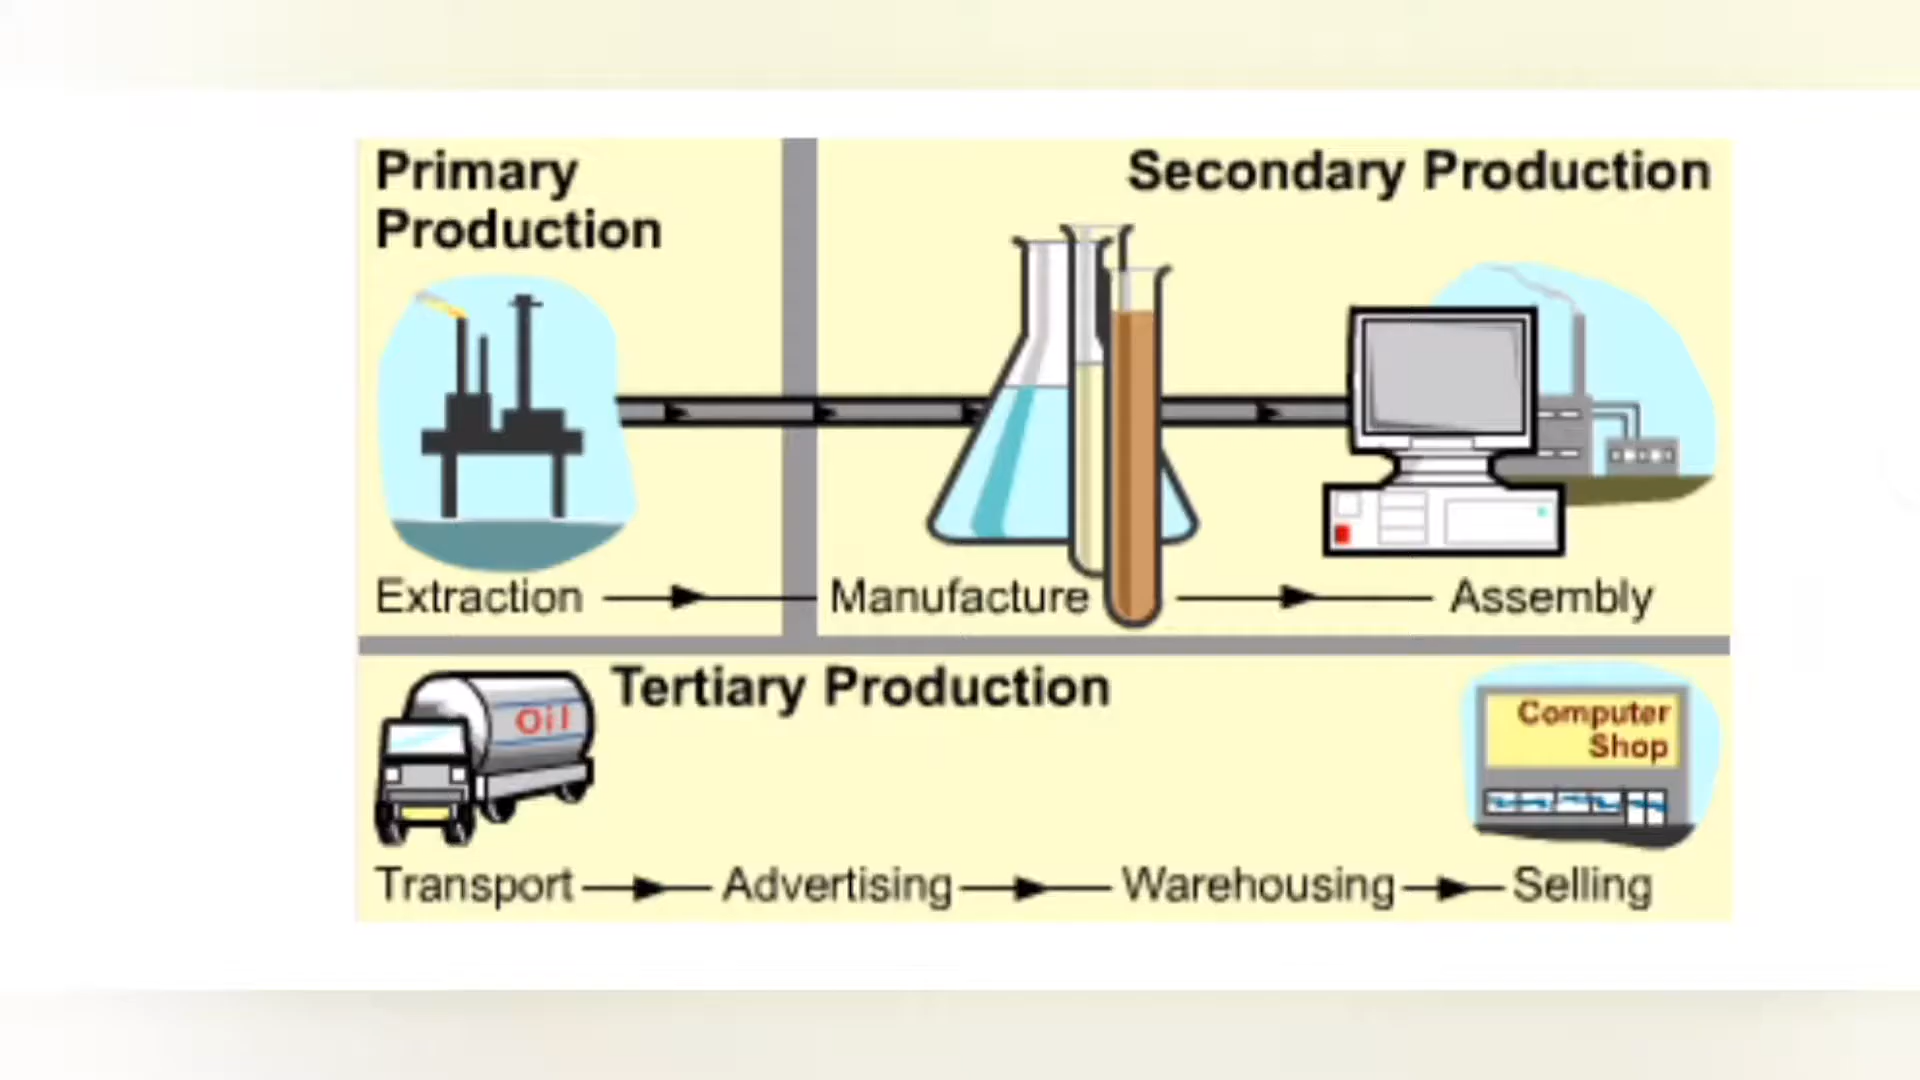 Primary
Production
Secondary Production
Extraction
Manufacture
Assembly
Tertiary Production
Oil
Computer
Shop
Transport
Advertising
Warehousing
Selling